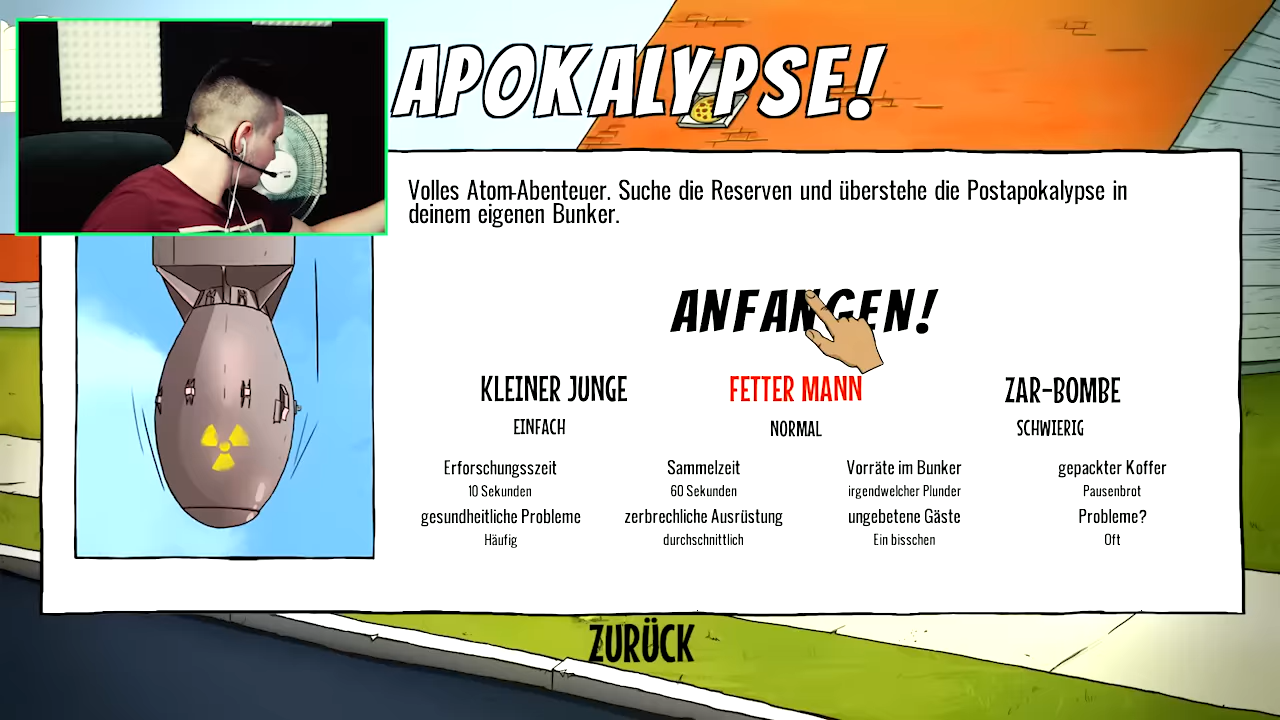 APOKALYPSE!
Volles Atom-Abenteuer. Suche die Reserven und überstehe die Postapokalypse in
deinem eigenen Bunker.
ANFANGEN!
KLEINER JUNGE FETTER MANN ZAR-BOMBE
EINFACH NORMAL SCHWIERIG
Erforschungsszeit Sammelzeit Vorräte im Bunker gepackter Koffer
10 Sekunden 60 Sekunden irgendwelcher Plunder Pausenbrot
gesundheitliche Probleme zerbrechliche Ausrüstung ungebetene Gäste Probleme?
Häufig durchschnittlich Ein bisschen Oft
ZURÜCK